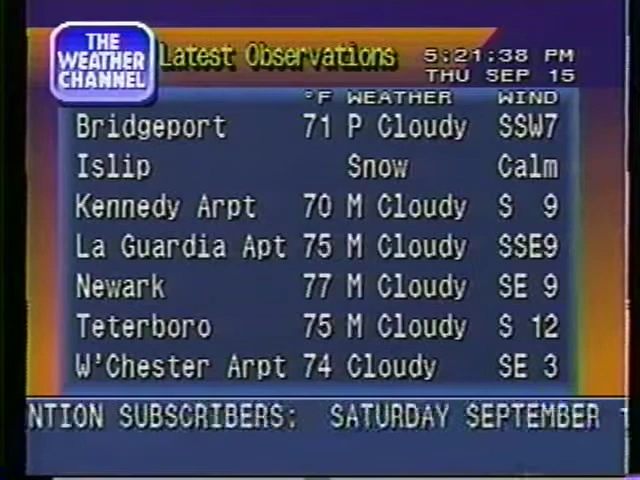 THE
WEATHER
CHANNEL
Latest Observations
5:21:38 PM
THU SEP 15
°F WEATHER WIND
Bridgeport 71 P Cloudy SSW7
Islip Snow Calm
Kennedy Arpt 70 M Cloudy S 9
La Guardia Apt 75 M Cloudy SSE9
Newark 77 M Cloudy SE 9
Teterboro 75 M Cloudy S 12
W'Chester Arpt 74 Cloudy SE 3
NTION SUBSCRIBERS: SATURDAY SEPTEMBER